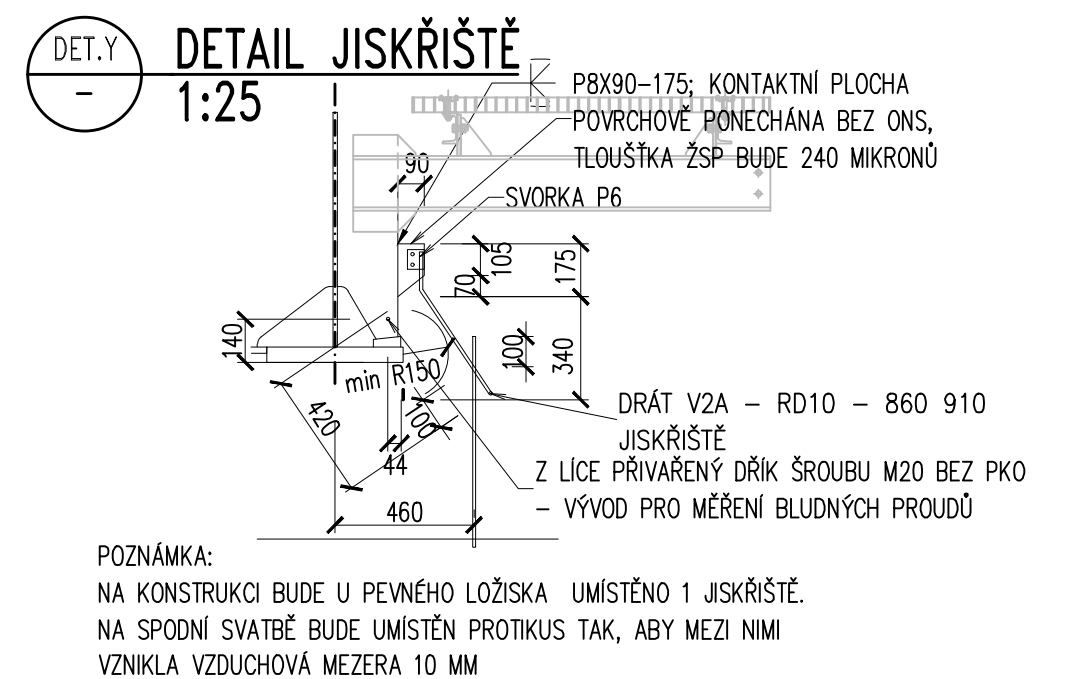 DET.Y
-
DETAIL JISKŘIŠTĚ
1:25
P8X90-175; KONTAKTNÍ PLOCHA
POVRCHOVĚ PONECHÁNA BEZ ONS,
TLOUŠŤKA ŽSP BUDE 240 MIKRONŮ
90
SVORKA P6
105
70
175
140
100
340
min R150
420
100
44
460
DRÁT V2A - RD10 - 860 910
JISKŘIŠTĚ
Z LÍCE PŘIVAŘENÝ DŘÍK ŠROUBU M20 BEZ PKO
- VÝVOD PRO MĚŘENÍ BLUDNÝCH PROUDŮ
POZNÁMKA:
NA KONSTRUKCI BUDE U PEVNÉHO LOŽISKA UMÍSTĚNO 1 JISKŘIŠTĚ.
NA SPODNÍ SVATBĚ BUDE UMÍSTĚN PROTIKUS TAK, ABY MEZI NIMI
VZNIKLA VZDUCHOVÁ MEZERA 10 MM